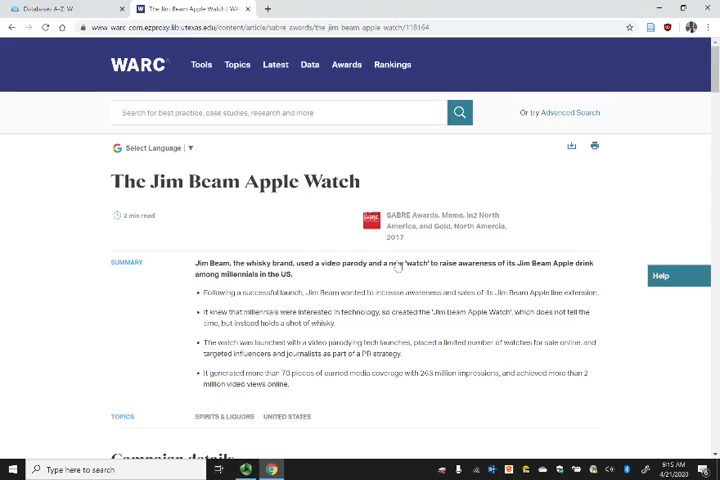 Databases A-Z: W
The Jim Beam Apple Watch | W
warc-com.ezproxy.lib.utexas.edu/content/article/sabre-awards/the_jim_beam_apple_watch/118164
WARC Tools Topics Latest Data Awards Rankings
Search for best practice, case studies, research and more
Or try Advanced Search
Select Language ▼
The Jim Beam Apple Watch
2 min read
SABRE Awards, Mems, In2 North
America, and Gold, North Amercia,
2017
SUMMARY
Jim Beam, the whisky brand, used a video parody and a new 'watch' to raise awareness of its Jim Beam Apple drink
among millennials in the US.
Help
• Following a successful launch, Jim Beam wanted to increase awareness and sales of its Jim Beam Apple line extension.
• It knew that millennials were interested in technology, so created the 'Jim Beam Apple Watch', which does not tell the
time, but instead holds a shot of whisky.
• The watch was launched with a video parodying tech launches, placed a limited number of watches for sale online, and
targeted influencers and journalists as part of a PR strategy.
• It generated more than 70 pieces of earned media coverage with 263 million impressions, and achieved more than 2
million video views online.
TOPICS
SPIRITS & LIQUORS UNITED STATES
Campaign details
Type here to search
9:15 AM
4/21/2020